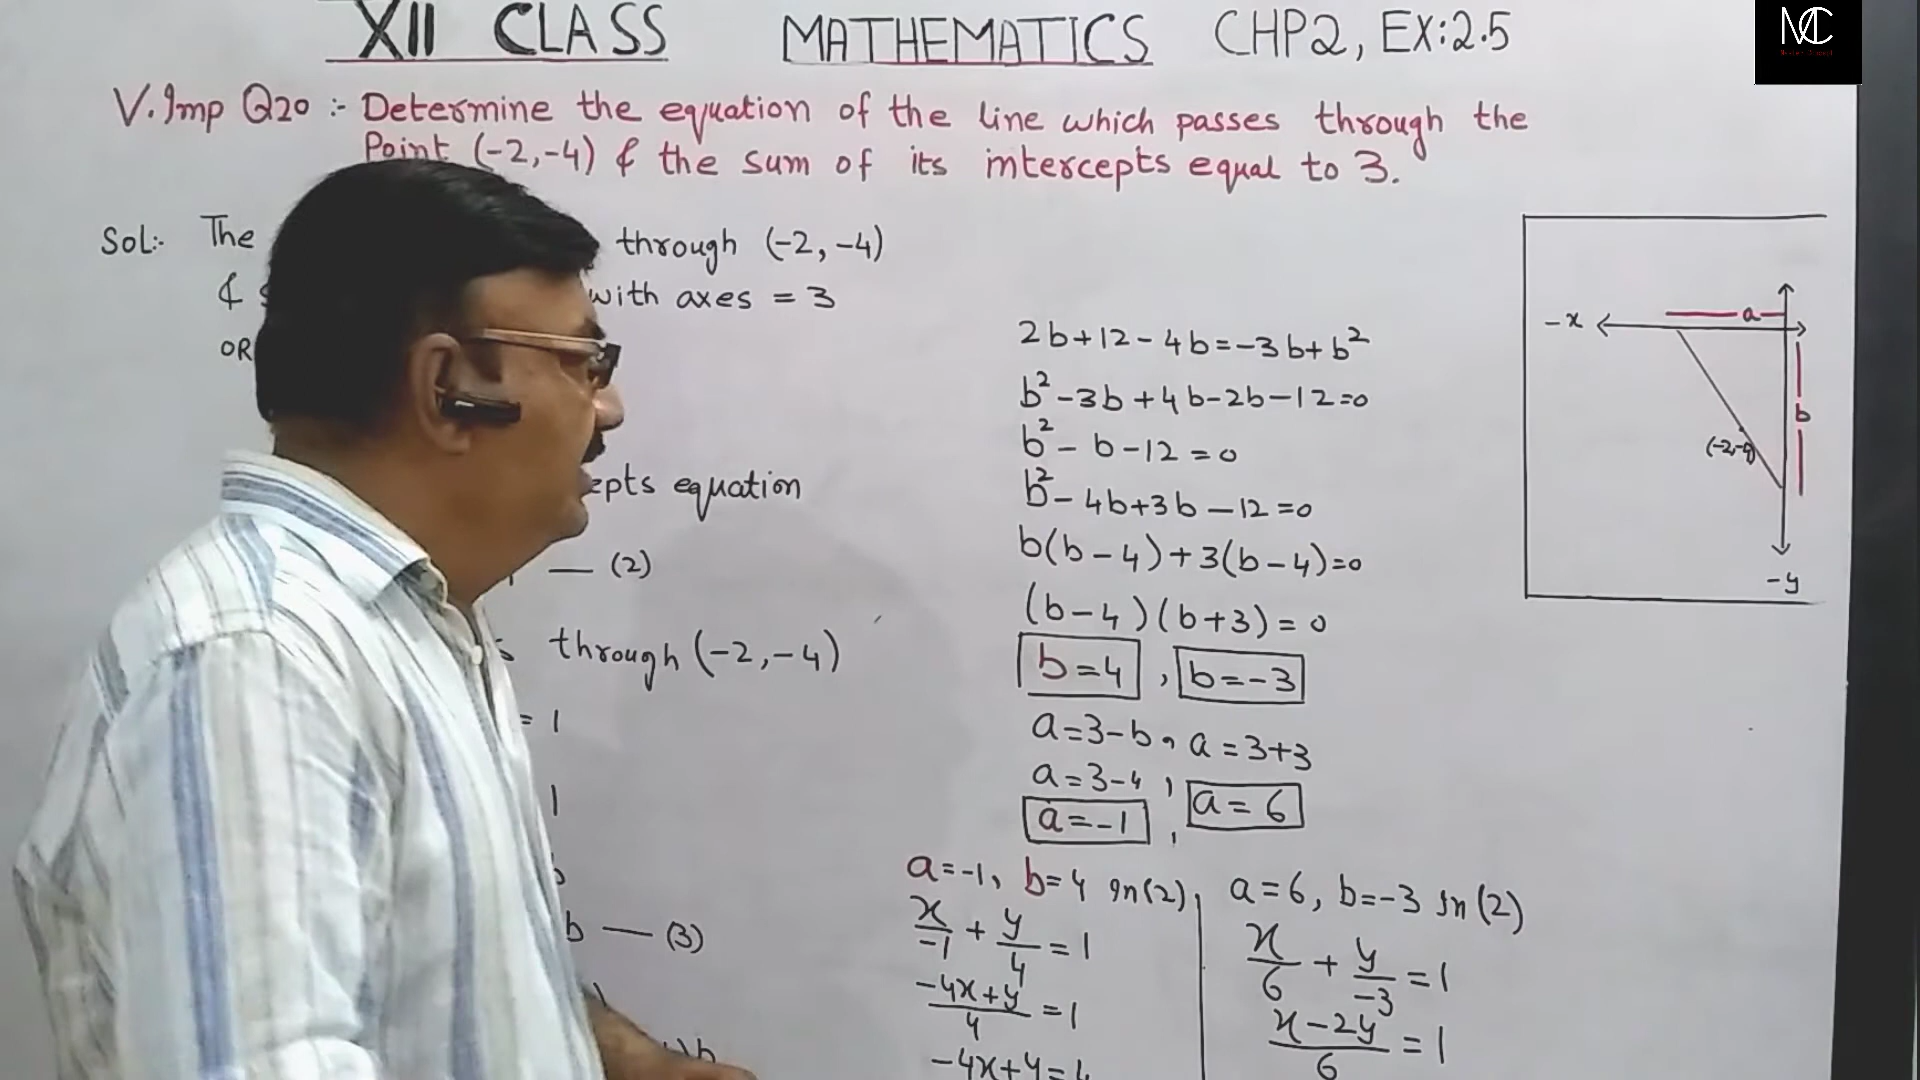 XII CLASS MATHEMATICS CHP2, EX:2.5
V.Imp Q20 :- Determine the equation of the line which passes through the
Point (-2,-4) & the sum of its intercepts equal to 3.
Sol:- The through (-2,-4)
& with axes = 3
OR
equation
— (2)
through (-2,-4)
= 1
1
b
b — (3)
b
2b+12-4b=-3b+b²
b²-3b+4b-2b-12=0
b²-b-12=0
b²-4b+3b-12=0
b(b-4)+3(b-4)=0
(b-4)(b+3)=0
b=4, b=-3
a=3-b, a=3+3
a=3-4, a=6
a=-1,
a=-1, b=4 In(2), a=6, b=-3 In (2)
x/-1 + y/4 = 1
-4x+y/4 = 1
-4x+y=4
x/6 + y/-3 = 1
x-2y/6 = 1
-x
a
b
(-2,-4)
-y
MC